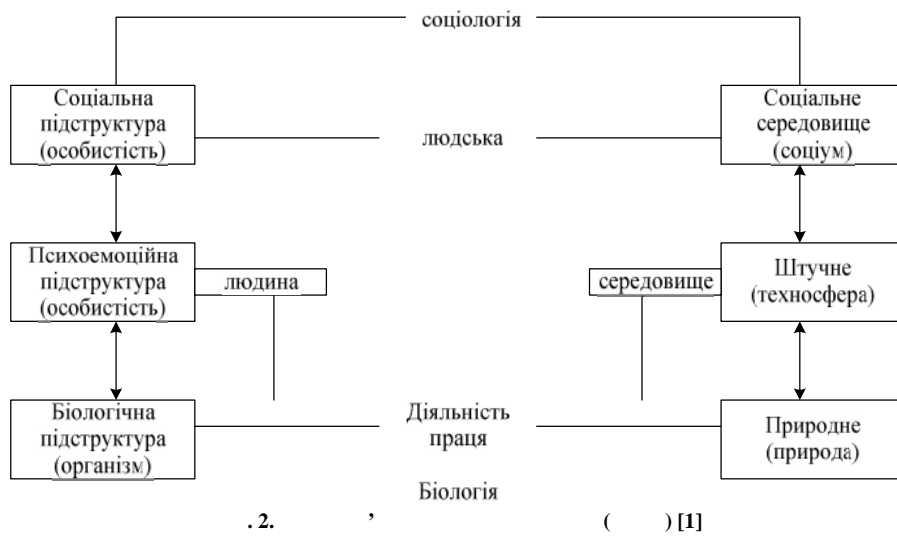 соціологія
Соціальна
підструктура
(особистість)
людська
Соціальне
середовище
(соціум)
Психоемоційна
підструктура
(особистість)
людина
середовище
Штучне
(техносфера)
Біологічна
підструктура
(організм)
Діяльність
праця
Природне
(природа)
Біологія
. 2. ’ ( ) [1]